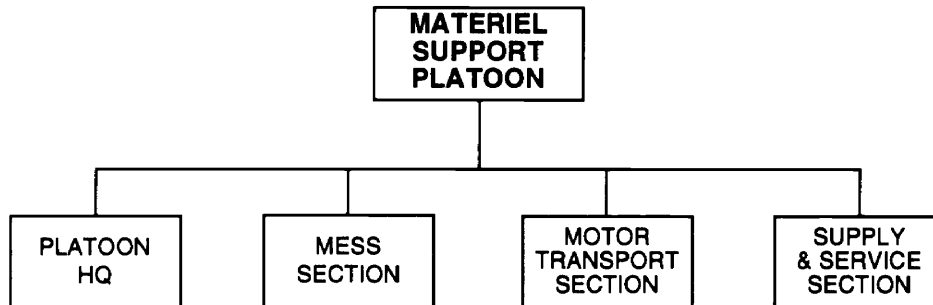 MATERIEL
SUPPORT
PLATOON
PLATOON
HQ
MESS
SECTION
MOTOR
TRANSPORT
SECTION
SUPPLY
& SERVICE
SECTION